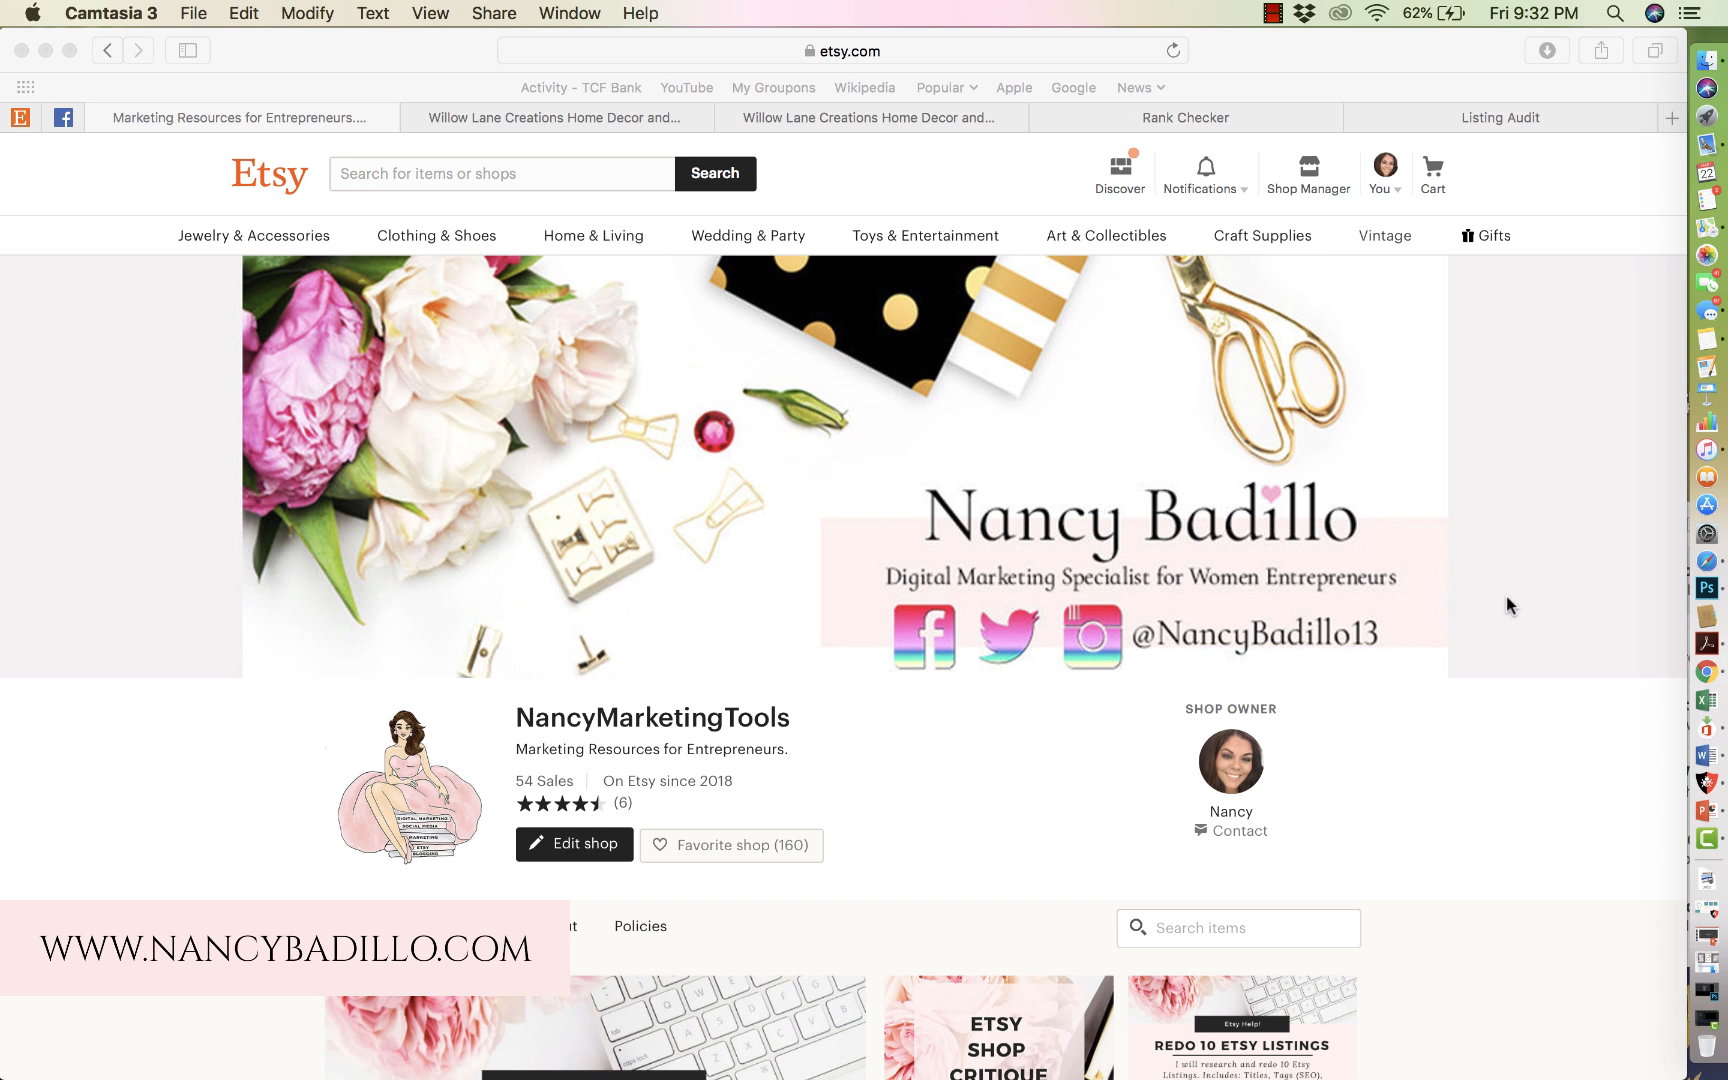 Camtasia 3 File Edit Modify Text View Share Window Help 62% Fri 9:32 PM
etsy.com
Activity - TCF Bank YouTube My Groupons Wikipedia Popular Apple Google News
Marketing Resources for Entrepreneurs.... Willow Lane Creations Home Decor and... Willow Lane Creations Home Decor and... Rank Checker Listing Audit
Etsy Search for items or shops Search
Discover Notifications Shop Manager You Cart
Jewelry & Accessories Clothing & Shoes Home & Living Wedding & Party Toys & Entertainment Art & Collectibles Craft Supplies Vintage Gifts
Nancy Badillo
Digital Marketing Specialist for Women Entrepreneurs
@NancyBadillo13
NancyMarketingTools
Marketing Resources for Entrepreneurs.
54 Sales On Etsy since 2018
(6)
Edit shop Favorite shop (160)
SHOP OWNER
Nancy
Contact
DIGITAL MARKETING
SOCIAL MEDIA
MARKETING
ETSY
BLOGGING
Policies Search items
WWW.NANCYBADILLO.COM
ETSY
SHOP
CRITIQUE
Etsy Help!
REDO 10 ETSY LISTINGS
I will research and redo 10 Etsy
Listings. Includes: Titles, Tags (SEO),